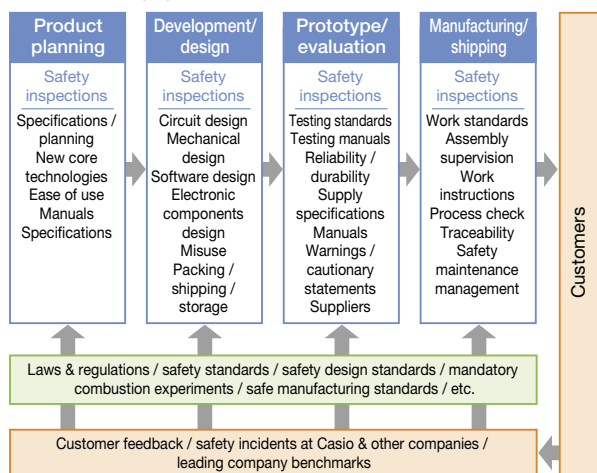 Product
planning
Safety
inspections
Specifications /
planning
New core
technologies
Ease of use
Manuals
Specifications
Development/
design
Safety
inspections
Circuit design
Mechanical
design
Software design
Electronic
components
design
Misuse
Packing /
shipping /
storage
Prototype/
evaluation
Safety
inspections
Testing standards
Testing manuals
Reliability /
durability
Supply
specifications
Manuals
Warnings /
cautionary
statements
Suppliers
Manufacturing/
shipping
Safety
inspections
Work standards
Assembly
supervision
Work
instructions
Process check
Traceability
Safety
maintenance
management
Customers
Laws & regulations / safety standards / safety design standards / mandatory
combustion experiments / safe manufacturing standards / etc.
Customer feedback / safety incidents at Casio & other companies /
leading company benchmarks